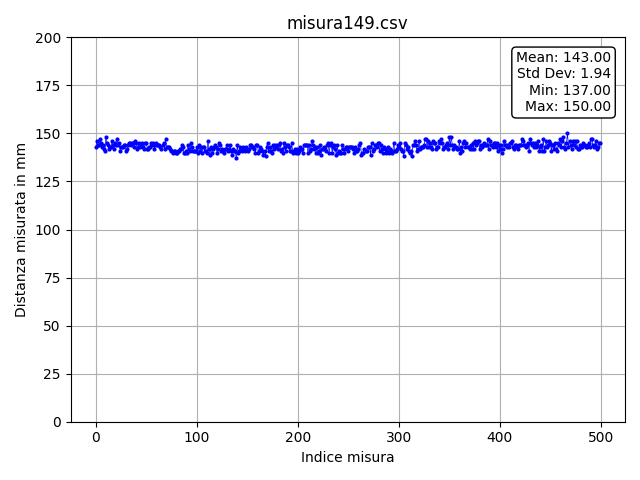 misura149.csv
Mean: 143.00
Std Dev: 1.94
Min: 137.00
Max: 150.00
Distanza misurata in mm
200
175
150
125
100
75
50
25
0
0 100 200 300 400 500
Indice misura